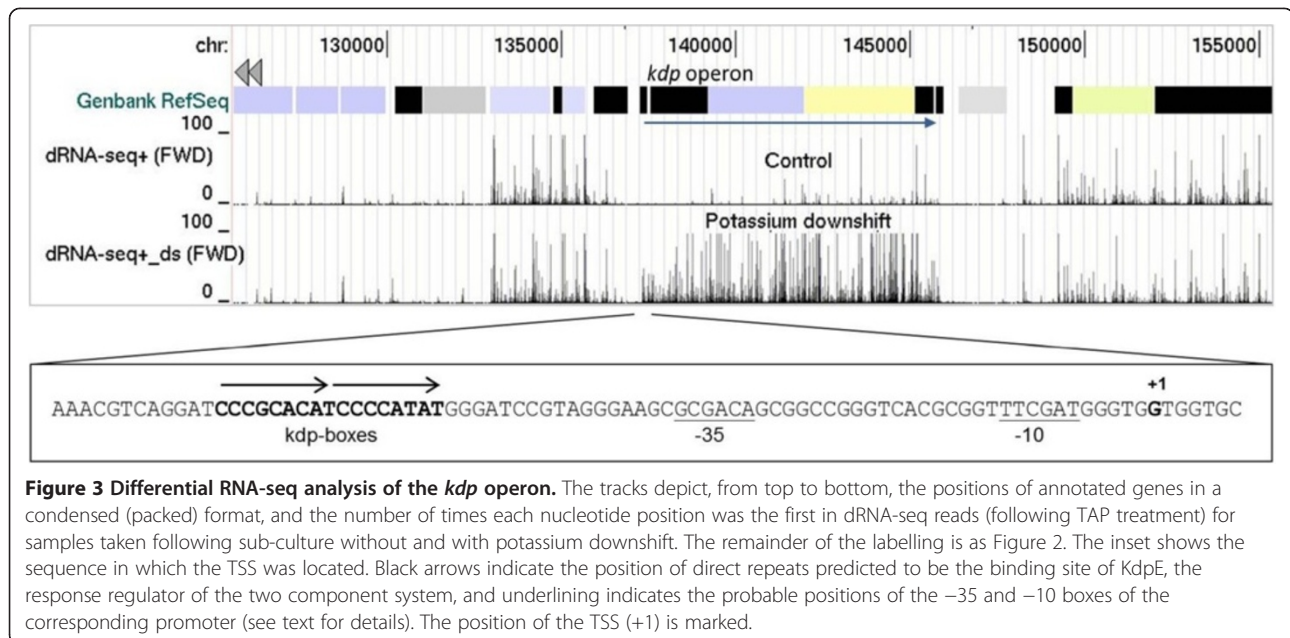 chr: 130000 135000 140000 145000 150000 155000
kdp operon
Genbank RefSeq
100
dRNA-seq+ (FWD)
Control
0
100
Potassium downshift
dRNA-seq+_ds (FWD)
0
+1
AAACGTCAGGATCCCGCACATCCCCATATGGGATCCGTAGGGAAGCGCGACAGCGGCCGGGTCACGCGGTTTCGATGGGTGGTGGTGC
kdp-boxes -35 -10
Figure 3 Differential RNA-seq analysis of the kdp operon. The tracks depict, from top to bottom, the positions of annotated genes in a
condensed (packed) format, and the number of times each nucleotide position was the first in dRNA-seq reads (following TAP treatment) for
samples taken following sub-culture without and with potassium downshift. The remainder of the labelling is as Figure 2. The inset shows the
sequence in which the TSS was located. Black arrows indicate the position of direct repeats predicted to be the binding site of KdpE, the
response regulator of the two component system, and underlining indicates the probable positions of the −35 and −10 boxes of the
corresponding promoter (see text for details). The position of the TSS (+1) is marked.